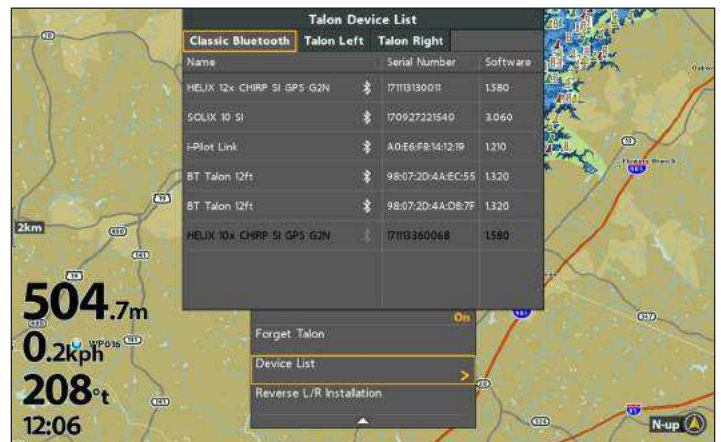 Talon Device List
Classic Bluetooth Talon Left Talon Right
Name Serial Number Software
HELIX 12x CHIRP SI GPS G2N 171113130011 1.580
SOLIX 10 SI 170927221540 3.060
i-Pilot Link A0:E6:F8:14:12:19 1.210
BT Talon 12ft 98:07:2D:4A:EC:55 1.320
BT Talon 12ft 98:07:2D:4A:DB:7F 1.320
HELIX 10x CHIRP SI GPS G2N 171113360068 1.580
On
Forget Talon
Device List >
Reverse L/R Installation
2km
504.7m
0.2kph
WP016
208°t
12:06
N-up
Flowery Branch
985